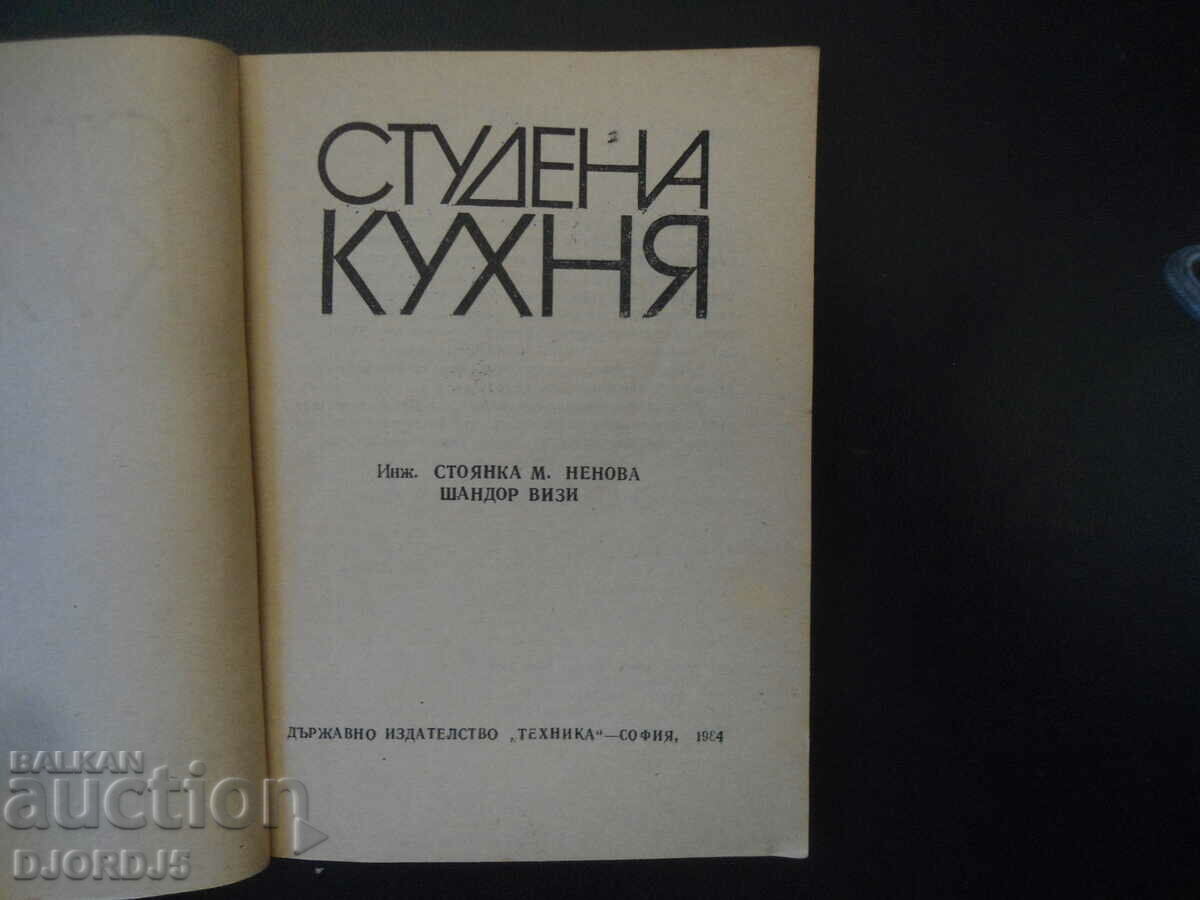 СТУДЕНА
КУХНЯ
Инж. СТОЯНКА М. НЕНОВА
ШАНДОР ВИЗИ
ДЪРЖАВНО ИЗДАТЕЛСТВО „ТЕХНИКА“—СОФИЯ, 1984
BALKAN
auction
DJORDJ5